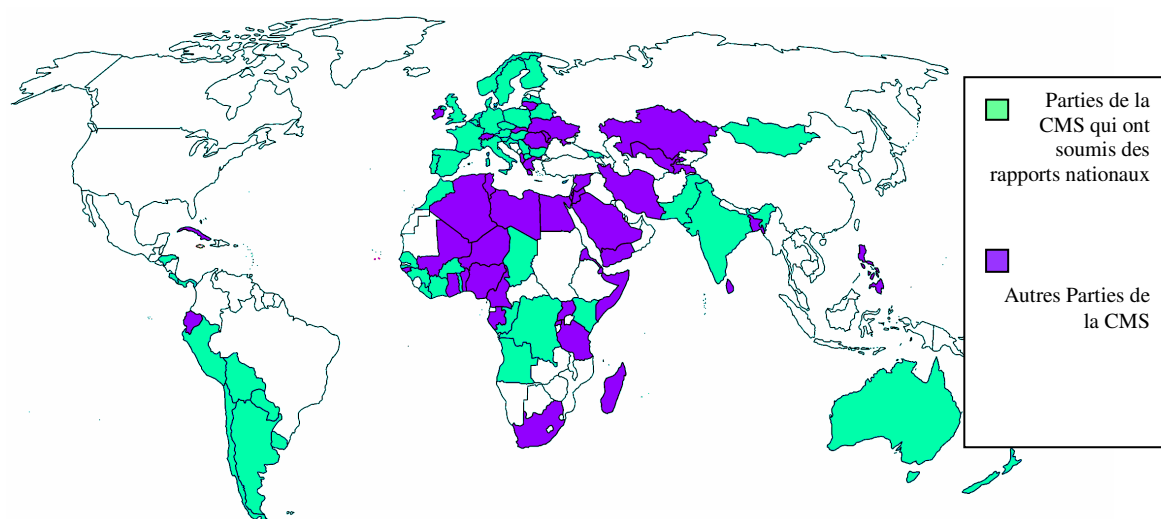 Parties de la
CMS qui ont
soumis des
rapports nationaux
Autres Parties de
la CMS